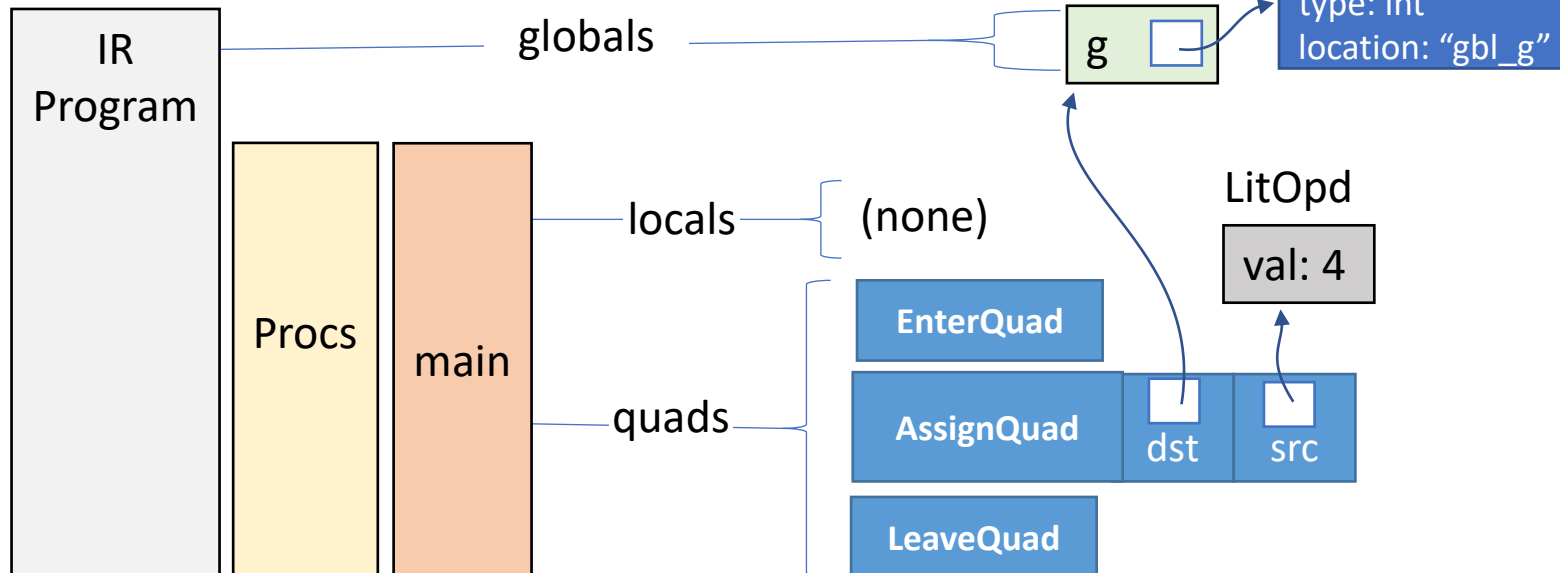 IR
Program
globals
g
type: int
location: "gbl_g"
Procs
main
locals
(none)
LitOpd
val: 4
quads
EnterQuad
AssignQuad
dst
src
LeaveQuad